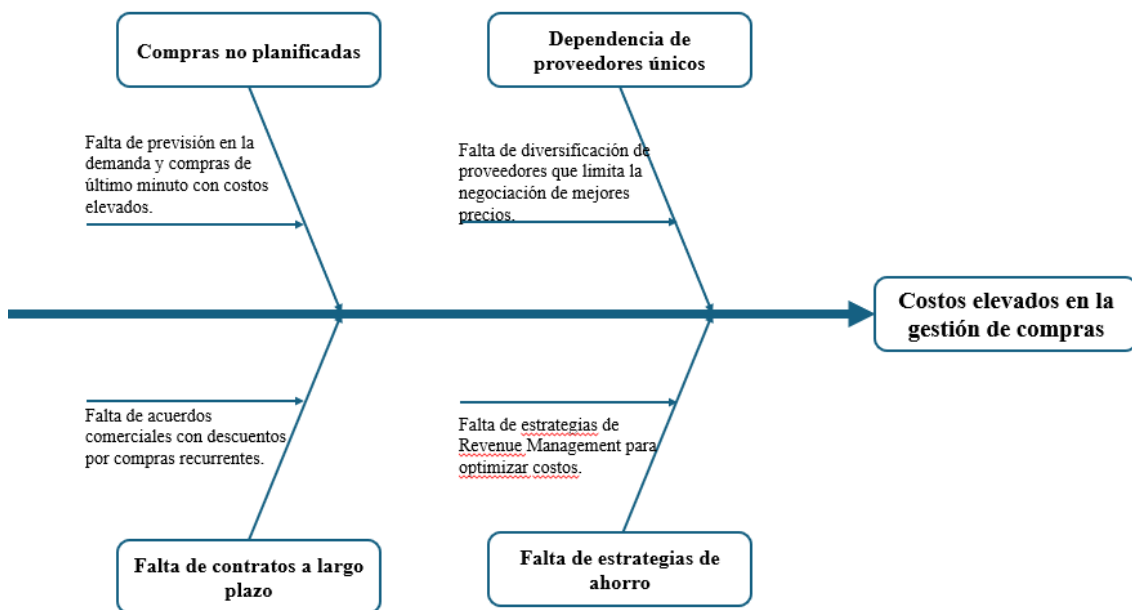 Compras no planificadas
Dependencia de
proveedores únicos
Falta de previsión en la
demanda y compras de
último minuto con costos
elevados.
Falta de diversificación de
proveedores que limita la
negociación de mejores
precios.
Costos elevados en la
gestión de compras
Falta de acuerdos
comerciales con descuentos
por compras recurrentes.
Falta de estrategias de
Revenue Management para
optimizar costos.
Falta de contratos a largo
plazo
Falta de estrategias de
ahorro